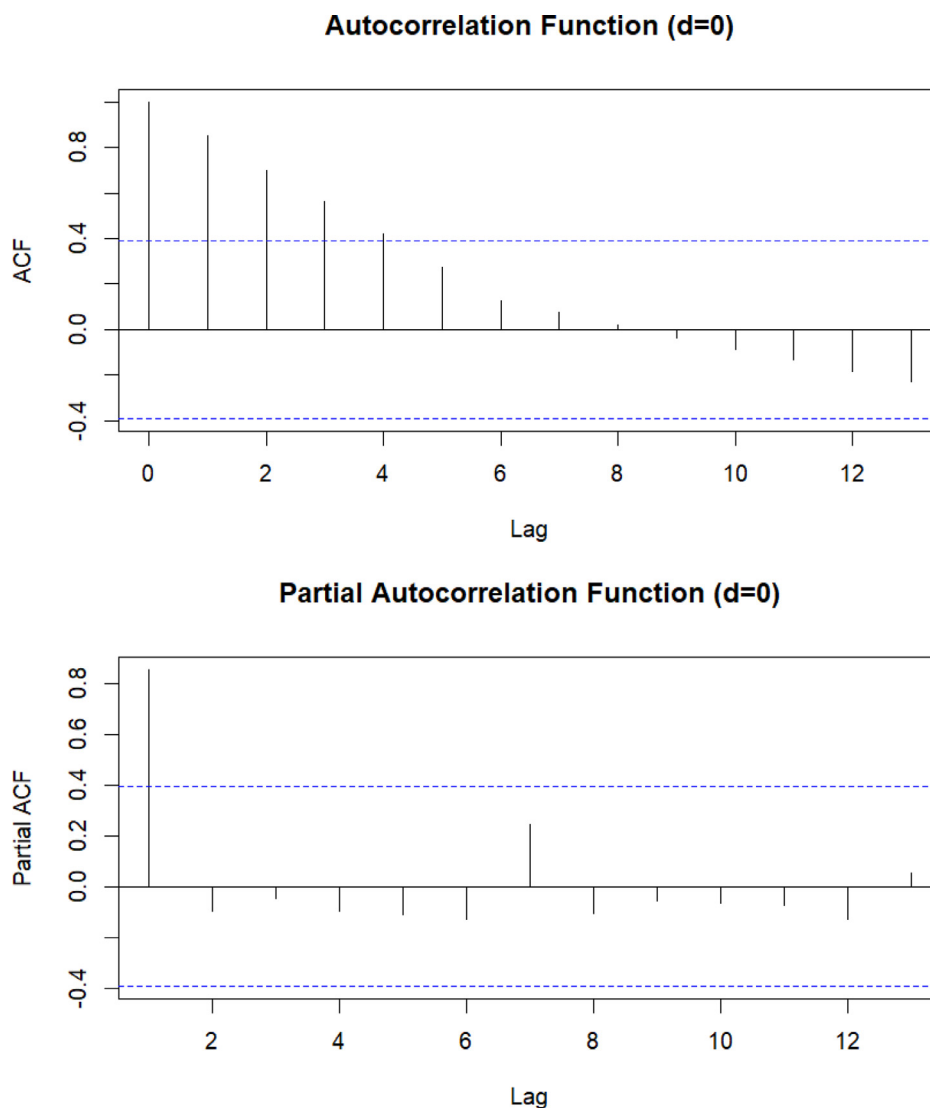 Autocorrelation Function (d=0)
ACF
0.8
0.4
0.0
-0.4
0 2 4 6 8 10 12
Lag
Partial Autocorrelation Function (d=0)
Partial ACF
0.8
0.6
0.4
0.2
0.0
-0.4
2 4 6 8 10 12
Lag